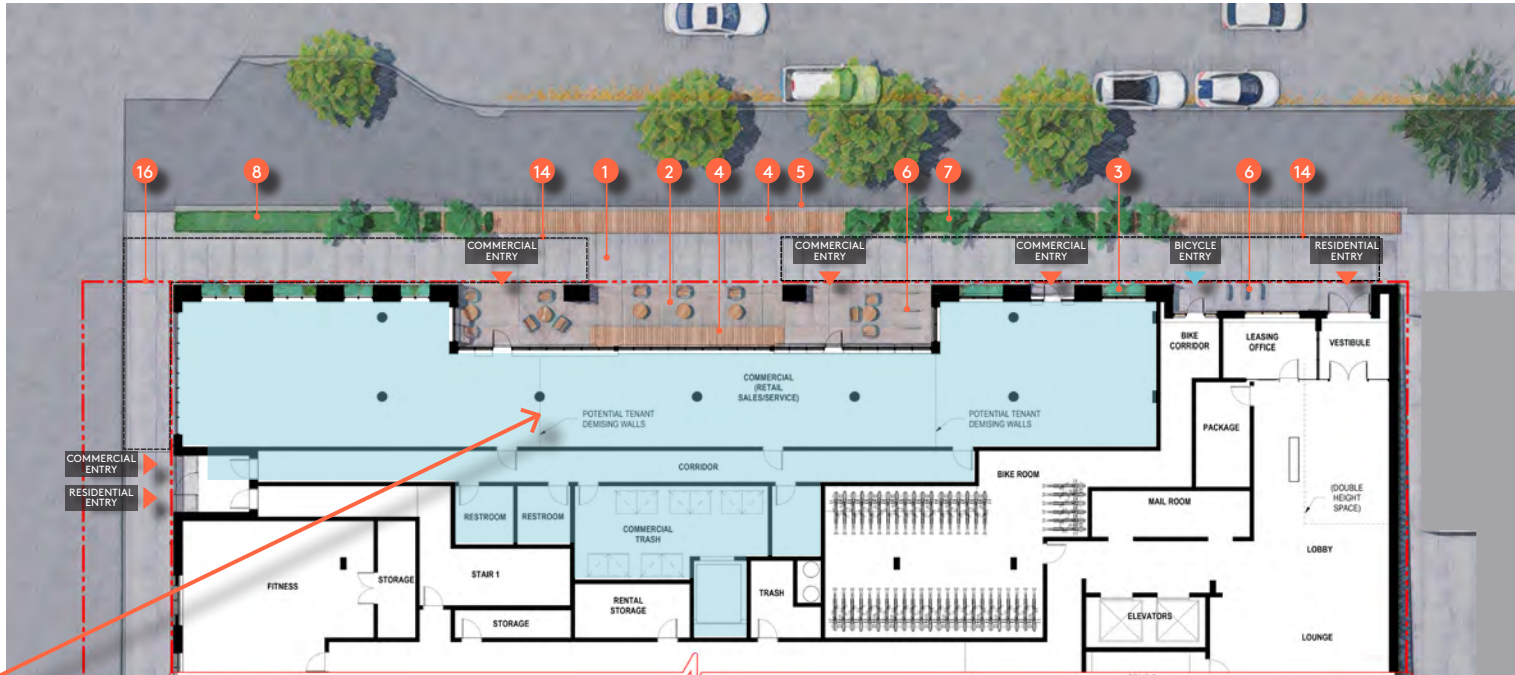 16
8
14
1
2
4
4
5
6
7
3
6
14
COMMERCIAL
ENTRY
COMMERCIAL
ENTRY
COMMERCIAL
ENTRY
BICYCLE
ENTRY
RESIDENTIAL
ENTRY
BIKE
CORRIDOR
LEASING
OFFICE
VESTIBULE
COMMERCIAL
(RETAIL
SALES/SERVICE)
POTENTIAL TENANT
DEMISING WALLS
POTENTIAL TENANT
DEMISING WALLS
PACKAGE
COMMERCIAL
ENTRY
RESIDENTIAL
ENTRY
CORRIDOR
BIKE ROOM
MAIL ROOM
(DOUBLE
HEIGHT
SPACE)
RESTROOM
RESTROOM
COMMERCIAL
TRASH
LOBBY
FITNESS
STORAGE
STAIR 1
RENTAL
STORAGE
TRASH
STORAGE
ELEVATORS
LOUNGE